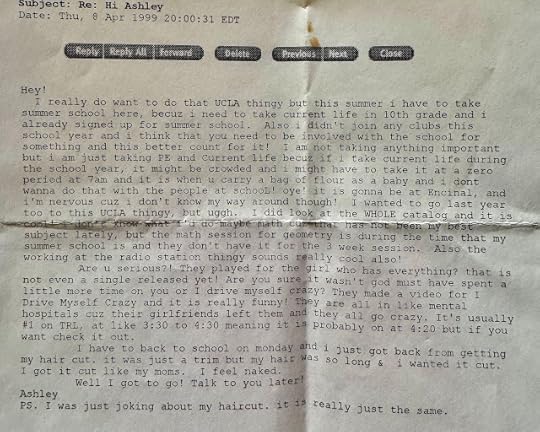 Subject: Re: Hi Ashley
Date: Thu, 8 Apr 1999 20:00:31 EDT
Reply Reply All Forward Delete Previous Next Close
Hey!
I really do want to do that UCLA thingy but this summer i have to take
summer school here, becuz i need to take current life in 10th grade and i
already signed up for summer school. Also i didn't join any clubs this
school year and i think that you need to be involved with the school for
something and this better count for it! I am not taking anything important
but i am just taking PE and Current life becuz if i take current life during
the school year, it might be crowded and i might have to take it at a zero
period at 7am and it is when u carry a bag of flour as a baby and i dont
wanna do that with the people at school! oye! it is gonna be at Encinal, and
i'm nervous cuz i don't know my way around though! I wanted to go last year
too to this UCLA thingy, but uggh. I did look at the WHOLE catalog and it is
cool. i don't know what i'd do maybe math but that has not been my best
subject lately, but the math session for geometry is during the time that my
summer school is and they don't have it for the 3 week session. Also the
working at the radio station thingy sounds really cool also!
Are u serious?! They played for the girl who has everything? that is
not even a single released yet! Are you sure it wasn't god must have spent a
little more time on you or I drive myself crazy? They made a video for I
Drive Myself Crazy and it is really funny! They are all in like mental
hospitals cuz their girlfriends left them and they all go crazy. It's usually
#1 on TRL, at like 3:30 to 4:30 meaning it is probably on at 4:20 but if you
want check it out.
I have to back to school on monday and i just got back from getting
my hair cut. it was just a trim but my hair was so long & i wanted it cut.
I got it cut like my moms. I feel naked.
Well I got to go! Talk to you later!
Ashley
PS. I was just joking about my haircut. it is really just the same.